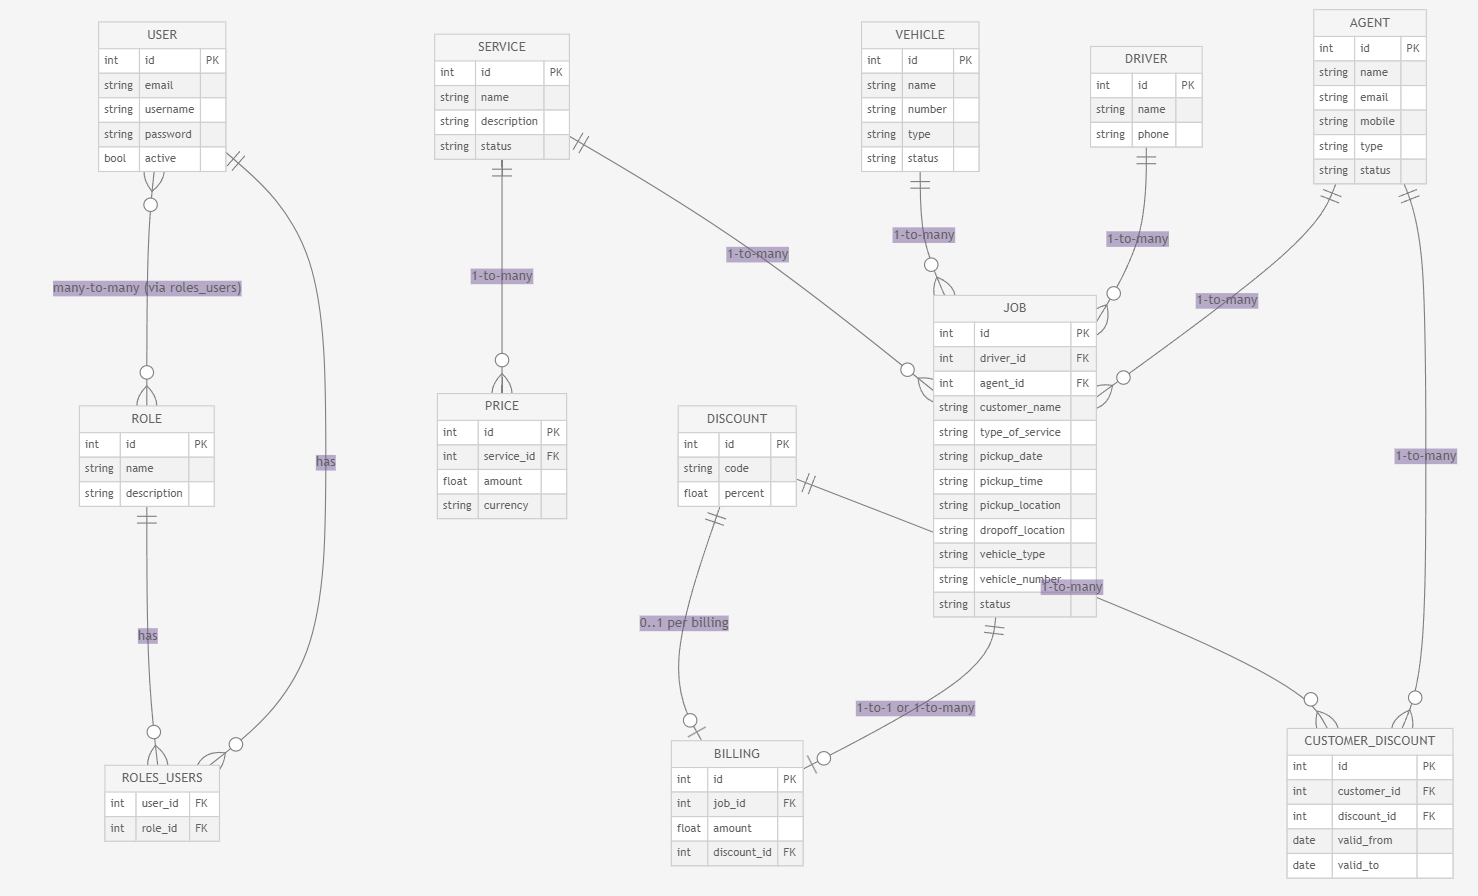 USER
int id PK
string email
string username
string password
bool active
SERVICE
int id PK
string name
string description
string status
VEHICLE
int id PK
string name
string number
string type
string status
DRIVER
int id PK
string name
string phone
AGENT
int id PK
string name
string email
string mobile
string type
string status
many-to-many (via roles_users)
has
1-to-many
1-to-many
1-to-many
1-to-many
1-to-many
1-to-many
ROLE
int id PK
string name
string description
PRICE
int id PK
int service_id FK
float amount
string currency
DISCOUNT
int id PK
string code
float percent
JOB
int id PK
int driver_id FK
int agent_id FK
string customer_name
string type_of_service
string pickup_date
string pickup_time
string pickup_location
string dropoff_location
string vehicle_type
string vehicle_number
string status
1-to-many
has
0..1 per billing
1-to-1 or 1-to-many
ROLES_USERS
int user_id FK
int role_id FK
BILLING
int id PK
int job_id FK
float amount
int discount_id FK
CUSTOMER_DISCOUNT
int id PK
int customer_id FK
int discount_id FK
date valid_from
date valid_to